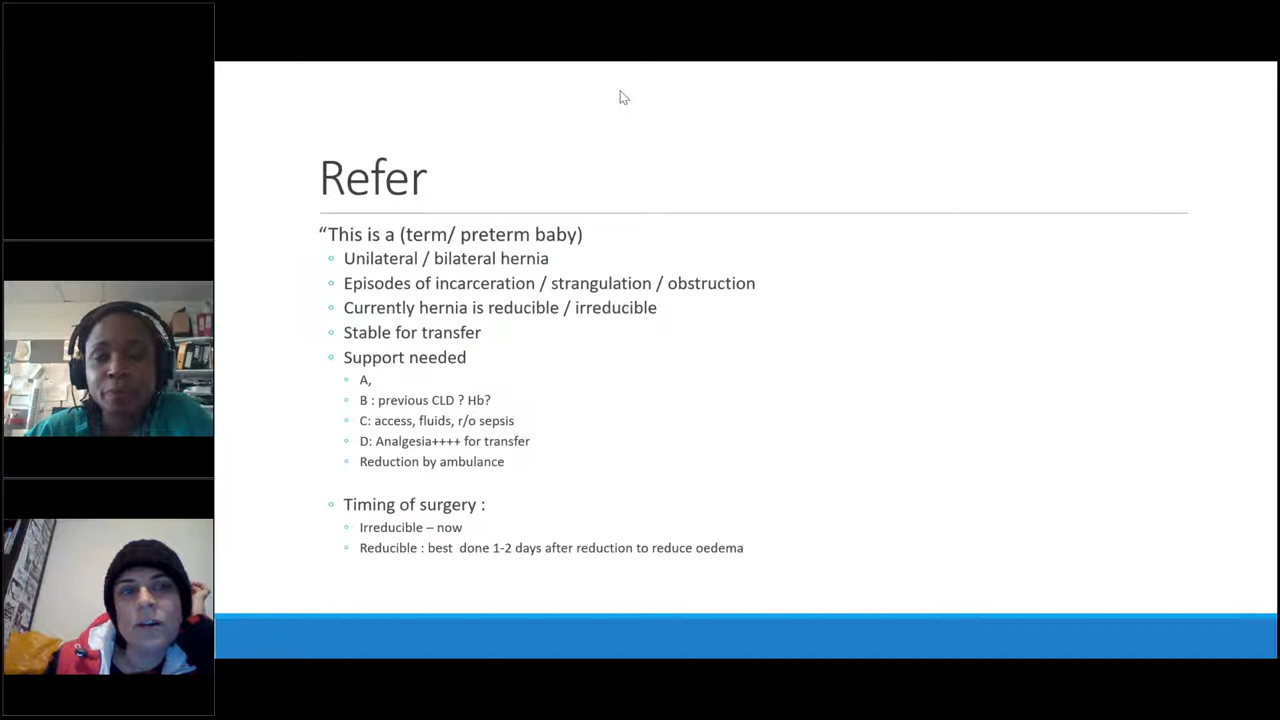 Refer
“This is a (term/ preterm baby)
Unilateral / bilateral hernia
Episodes of incarceration / strangulation / obstruction
Currently hernia is reducible / irreducible
Stable for transfer
Support needed
A,
B : previous CLD ? Hb?
C: access, fluids, r/o sepsis
D: Analgesia++++ for transfer
Reduction by ambulance
Timing of surgery :
Irreducible – now
Reducible : best  done 1-2 days after reduction to reduce oedema